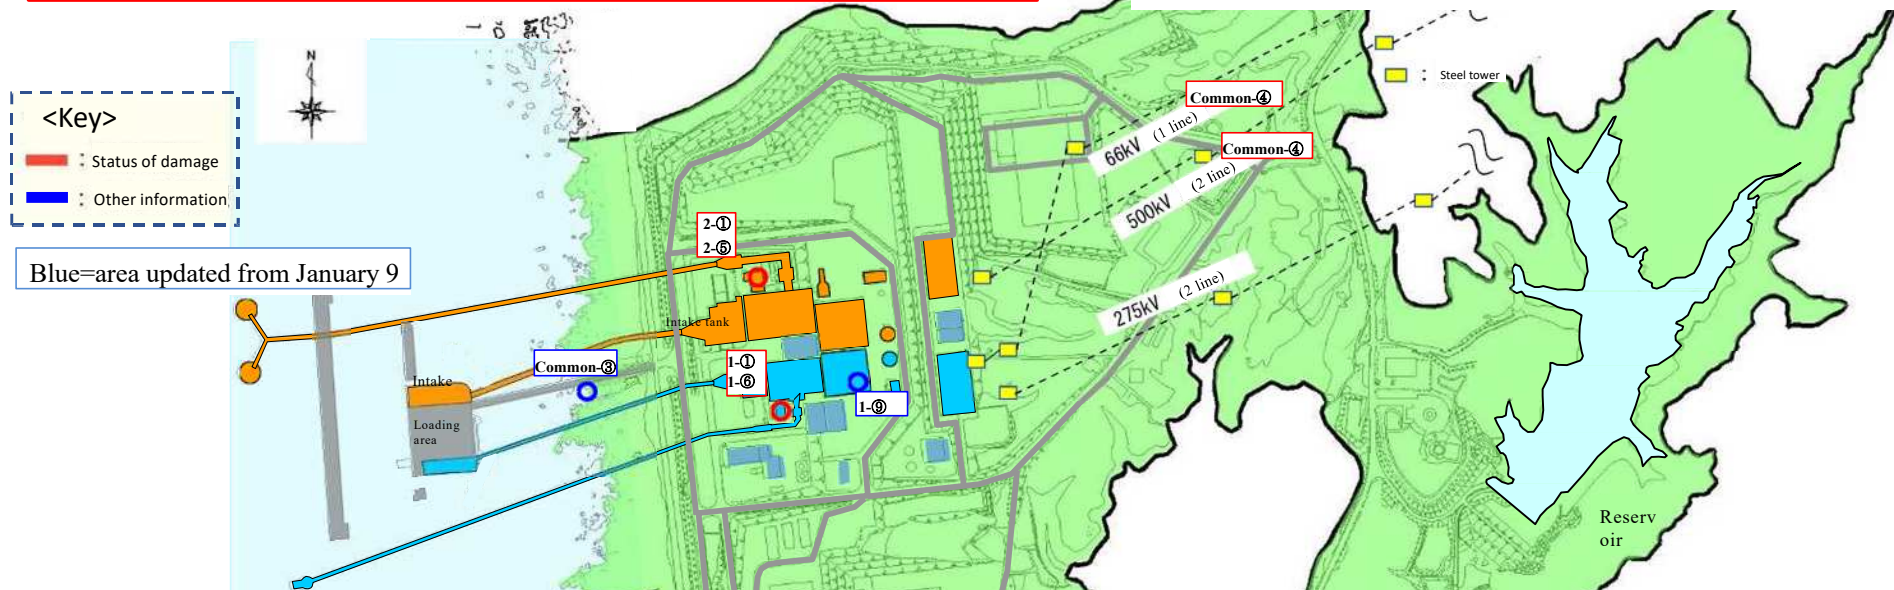 N
<Key>
: Status of damage
: Other information
Blue=area updated from January 9
: Steel tower
Common-④
66kV (1 line)
Common-④
500kV (2 line)
275kV (2 line)
2-①
2-⑤
Intake tank
Common-③
1-①
1-⑥
1-⑨
Intake
Loading
area
Reserv
oir